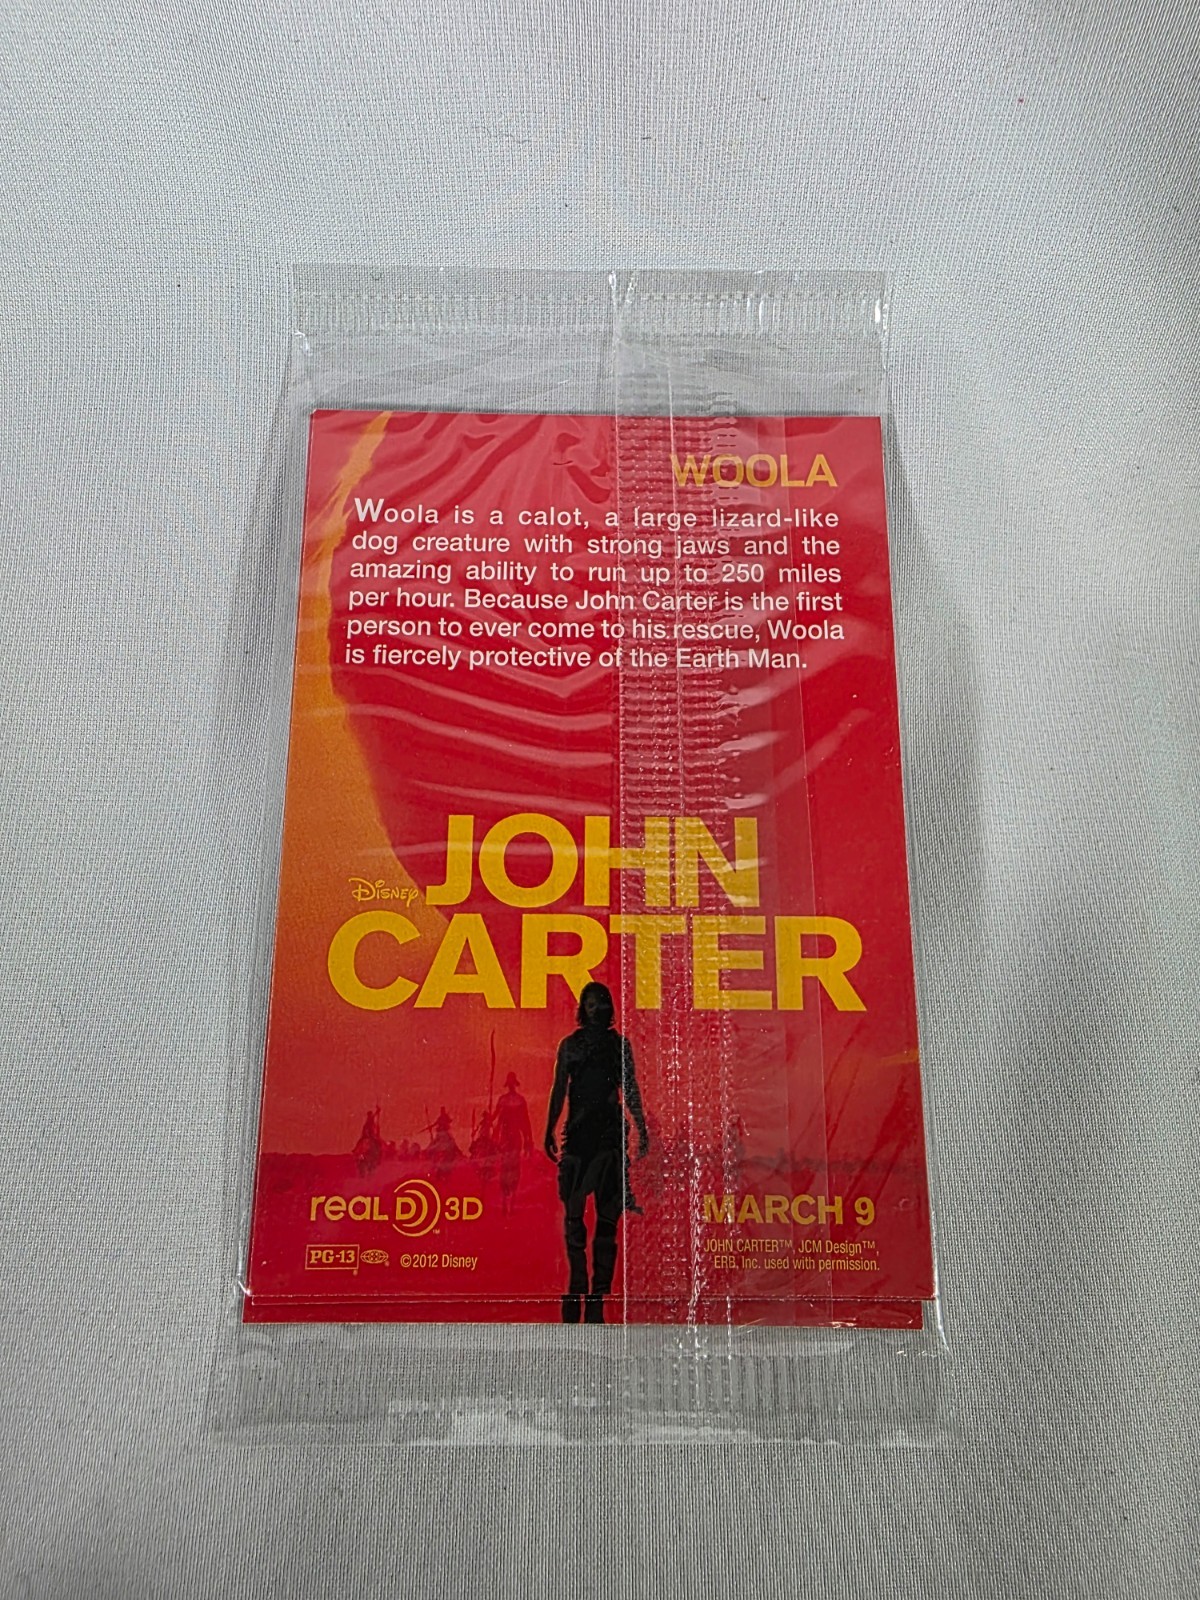 WOOLA
Woola is a calot, a large lizard-like
dog creature with strong jaws and the
amazing ability to run up to 250 miles
per hour. Because John Carter is the first
person to ever come to his rescue, Woola
is fiercely protective of the Earth Man.
JOHN
Disney
CARTER
reaL D 3D
MARCH 9
PG-13 ® ©2012 Disney
JOHN CARTER™, JCM Design™,
ERB, Inc. used with permission.